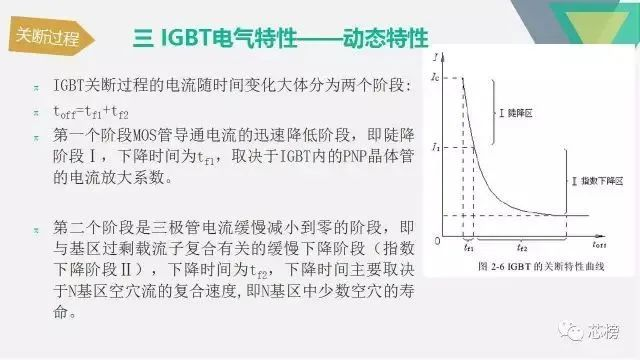 关断过程
三 IGBT电气特性——动态特性
IGBT关断过程的电流随时间变化大体分为两个阶段:
toff=tf1+tf2
第一个阶段MOS管导通电流的迅速降低阶段，即陡降
阶段Ⅰ，下降时间为tf1，取决于IGBT内的PNP晶体管
的电流放大系数。
第二个阶段是三极管电流缓慢减小到零的阶段，即
与基区过剩载流子复合有关的缓慢下降阶段（指数
下降阶段Ⅱ），下降时间为tf2，下降时间主要取决
于N基区空穴流的复合速度,即N基区中少数空穴的寿
命。
I
IC
Ⅰ 陡降区
I1
Ⅱ 指数下降区
0
tf1
tf2
toff
图 2-6 IGBT 的关断特性曲线
芯榜